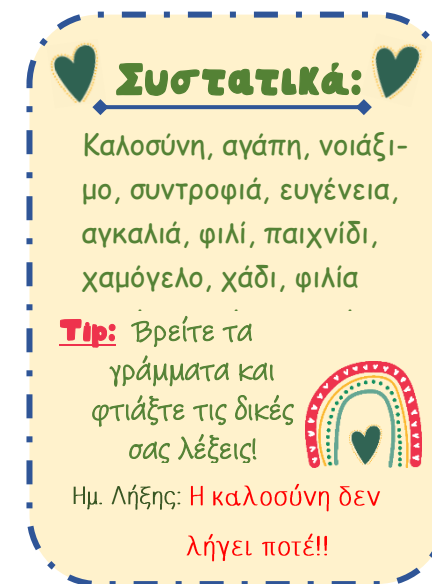 Συστατικά:
Καλοσύνη, αγάπη, νοιάξι-
μο, συντροφιά, ευγένεια,
αγκαλιά, φιλί, παιχνίδι,
χαμόγελο, χάδι, φιλία
Tip: Βρείτε τα
γράμματα και
φτιάξτε τις δικές
σας λέξεις!
Ημ. Λήξης: Η καλοσύνη δεν
λήγει ποτέ!!